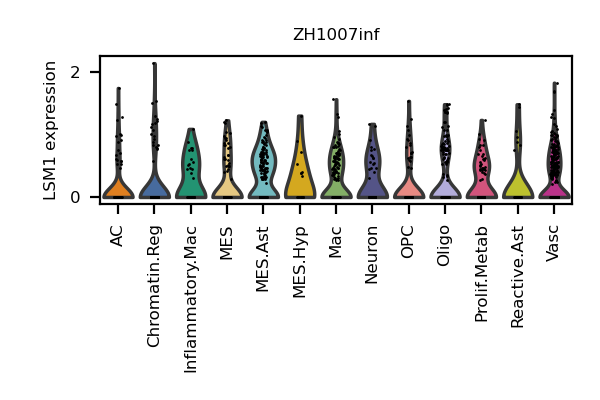 ZH1007inf
LSM1 expression
2
0
AC
Chromatin.Reg
Inflammatory.Mac
MES
MES.Ast
MES.Hyp
Mac
Neuron
OPC
Oligo
Prolif.Metab
Reactive.Ast
Vasc